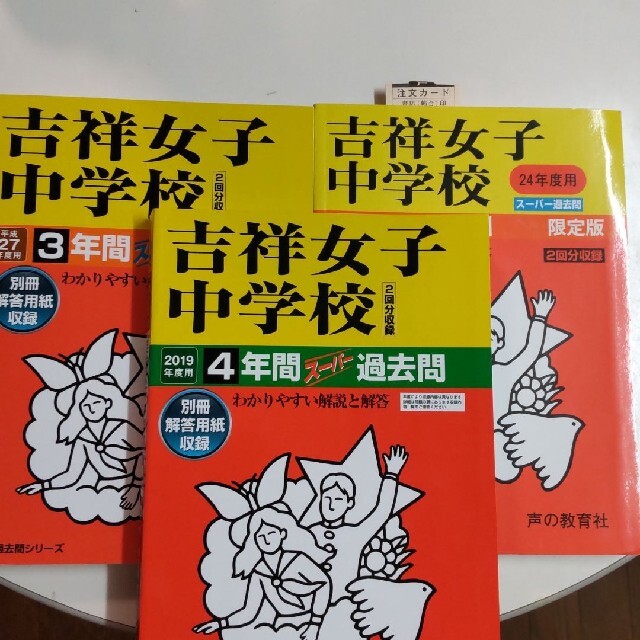 注文カード
吉祥女子
中学校
2回分収
平成
27
年度用
3年間
わかりやすい
別冊
解答用紙
収録
過去問シリーズ
吉祥女子
中学校
24年度用
スーパー過去問
限定版
2回分収録
声の教育社
吉祥女子
中学校
2回分収録
2019
年度用
4年間スーパー過去問
わかりやすい解説と解答
別冊
解答用紙
収録